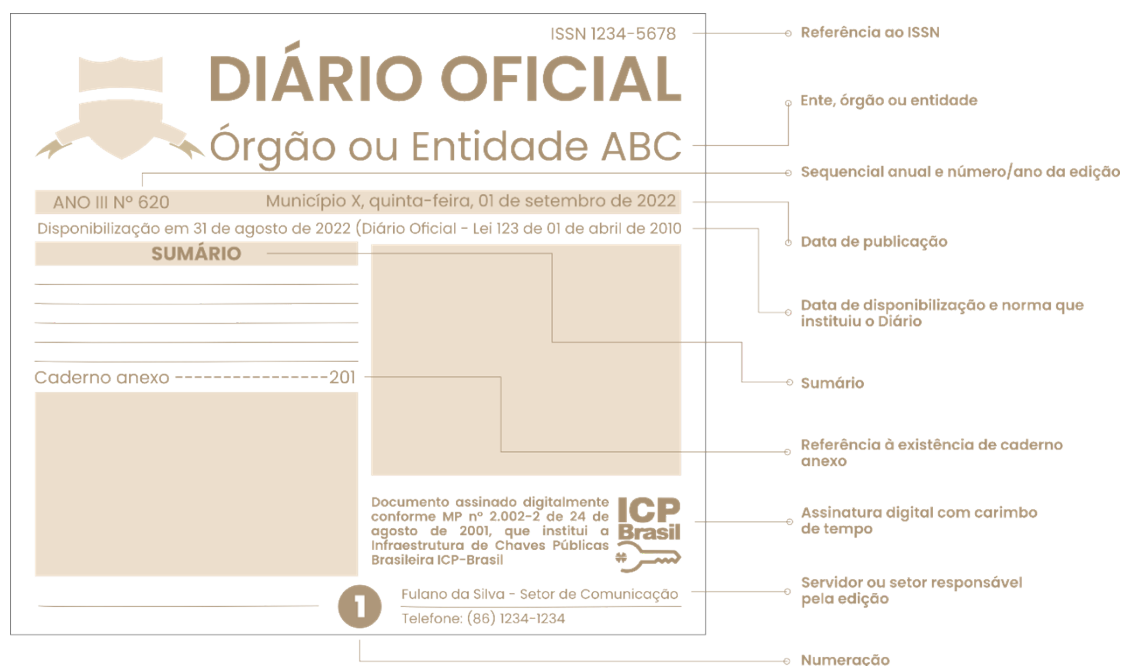 ISSN 1234-5678
DIÁRIO OFICIAL
Órgão ou Entidade ABC
ANO III Nº 620
Município X, quinta-feira, 01 de setembro de 2022
Disponibilização em 31 de agosto de 2022 (Diário Oficial - Lei 123 de 01 de abril de 2010
SUMÁRIO
Caderno anexo ----------------201
Documento assinado digitalmente
conforme MP nº 2.002-2 de 24 de
agosto de 2001, que institui a
Infraestrutura de Chaves Públicas
Brasileira ICP-Brasil
ICP
Brasil
1
Fulano da Silva - Setor de Comunicação
Telefone: (86) 1234-1234
Referência ao ISSN
Ente, órgão ou entidade
Sequencial anual e número/ano da edição
Data de publicação
Data de disponibilização e norma que
instituiu o Diário
Sumário
Referência à existência de caderno
anexo
Assinatura digital com carimbo
de tempo
Servidor ou setor responsável
pela edição
Numeração